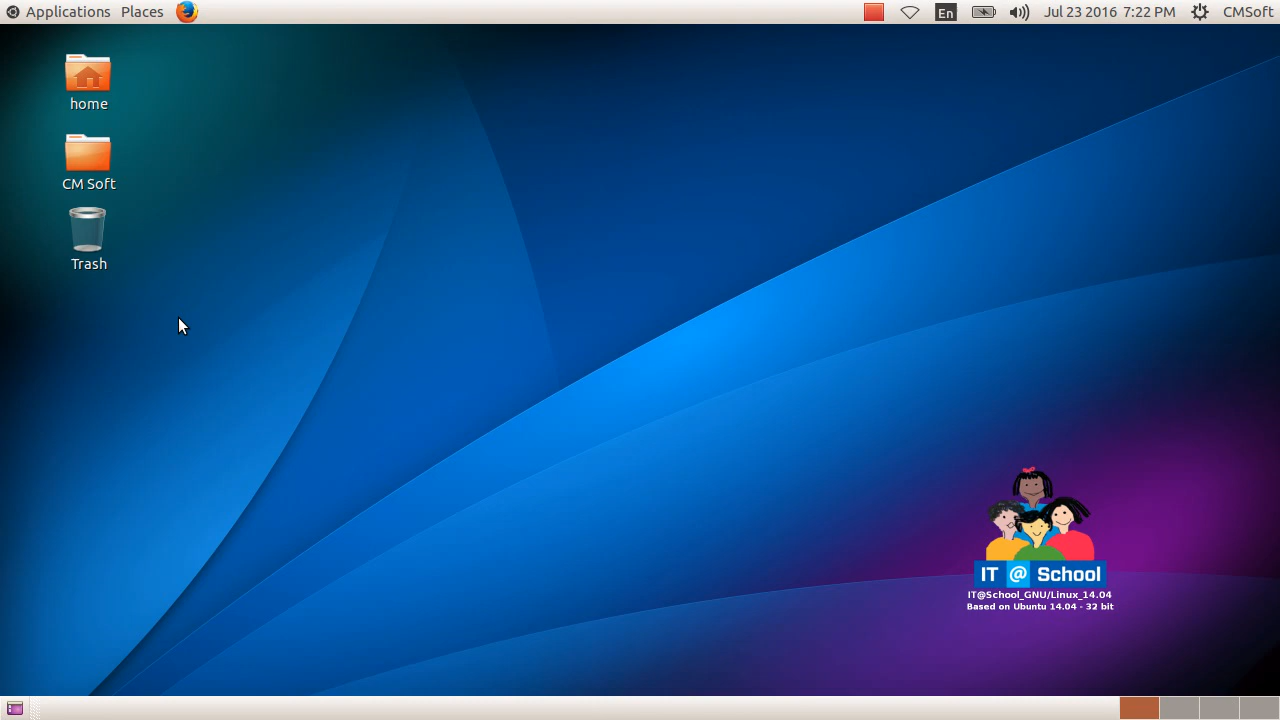 Applications Places En Jul 23 2016 7:22 PM CMSoft
home
CM Soft
Trash
IT @ School
IT@School_GNU/Linux_14.04
Based on Ubuntu 14.04 - 32 bit